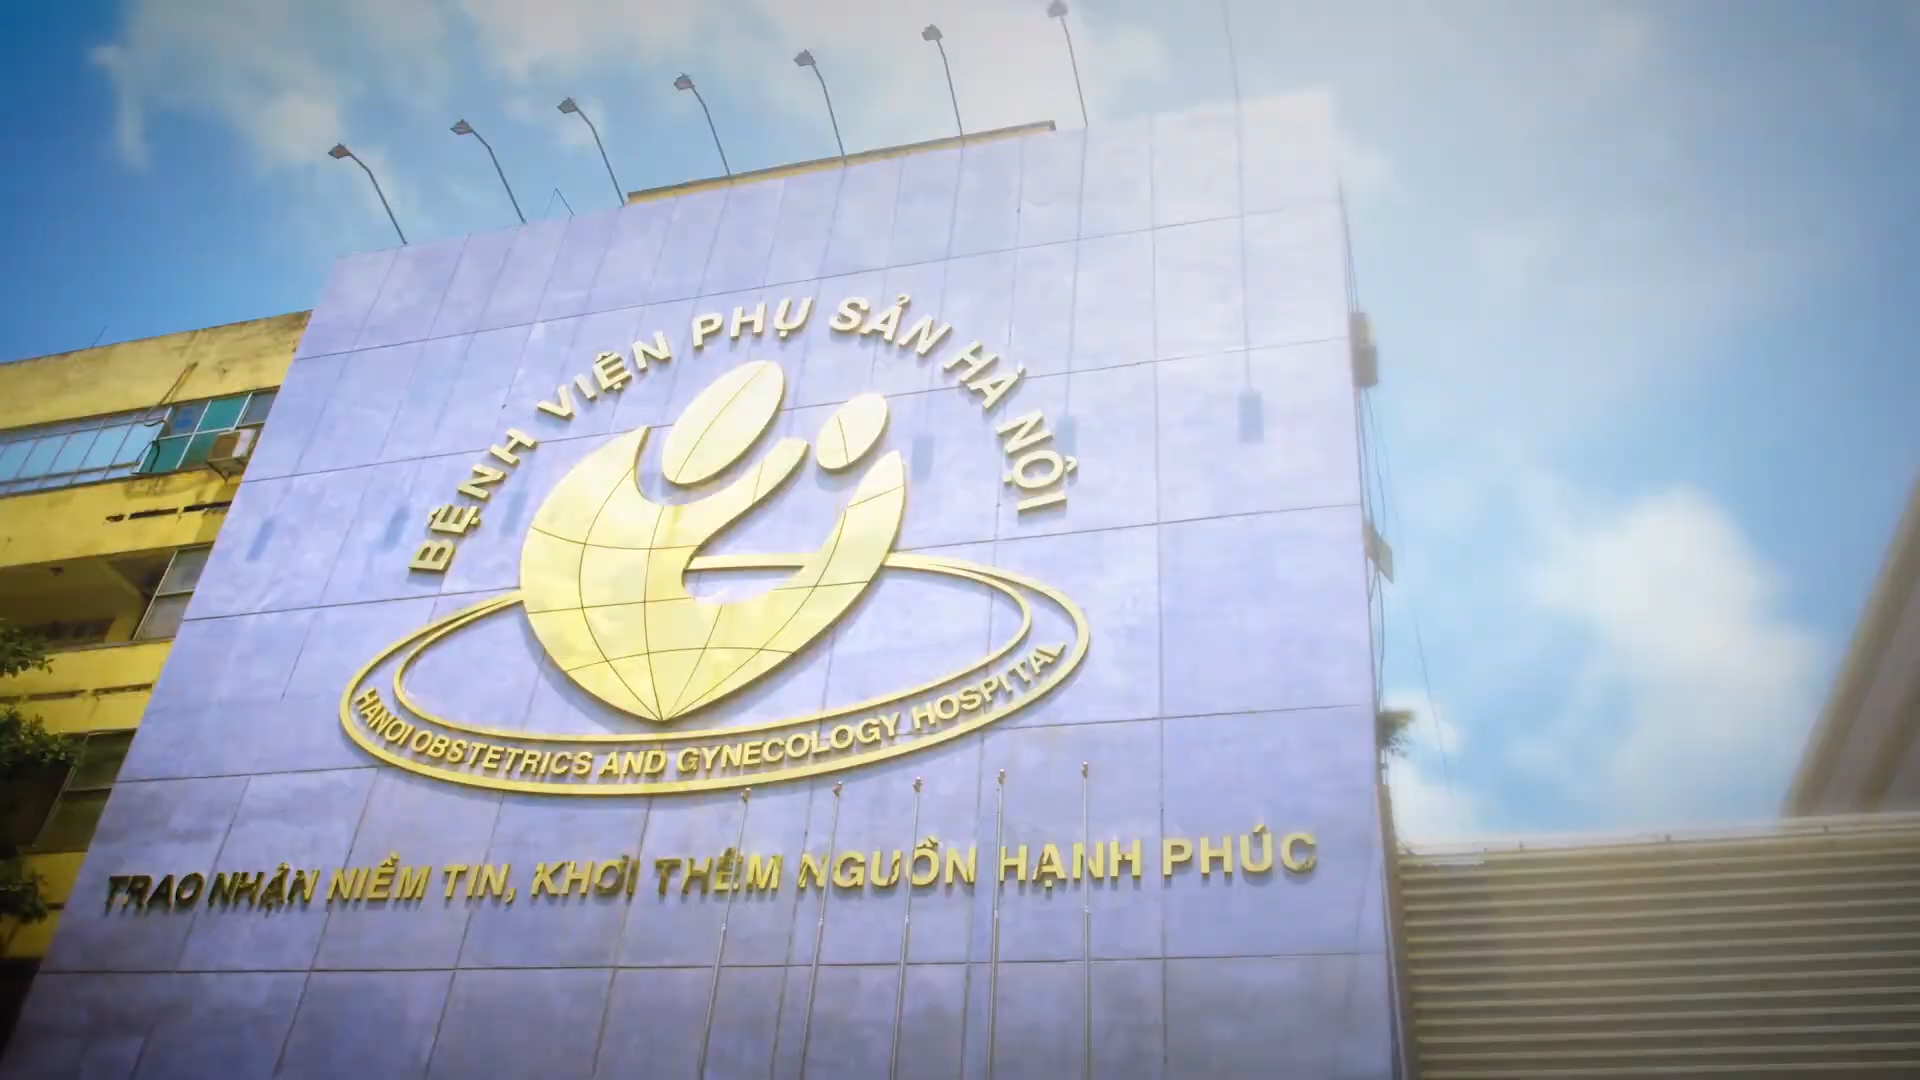 BỆNH VIỆN PHỤ SẢN HÀ NỘI
HANOI OBSTETRICS AND GYNECOLOGY HOSPITAL
TRAO NHẬN NIỀM TIN, KHƠI THÊM NGUỒN HẠNH PHÚC